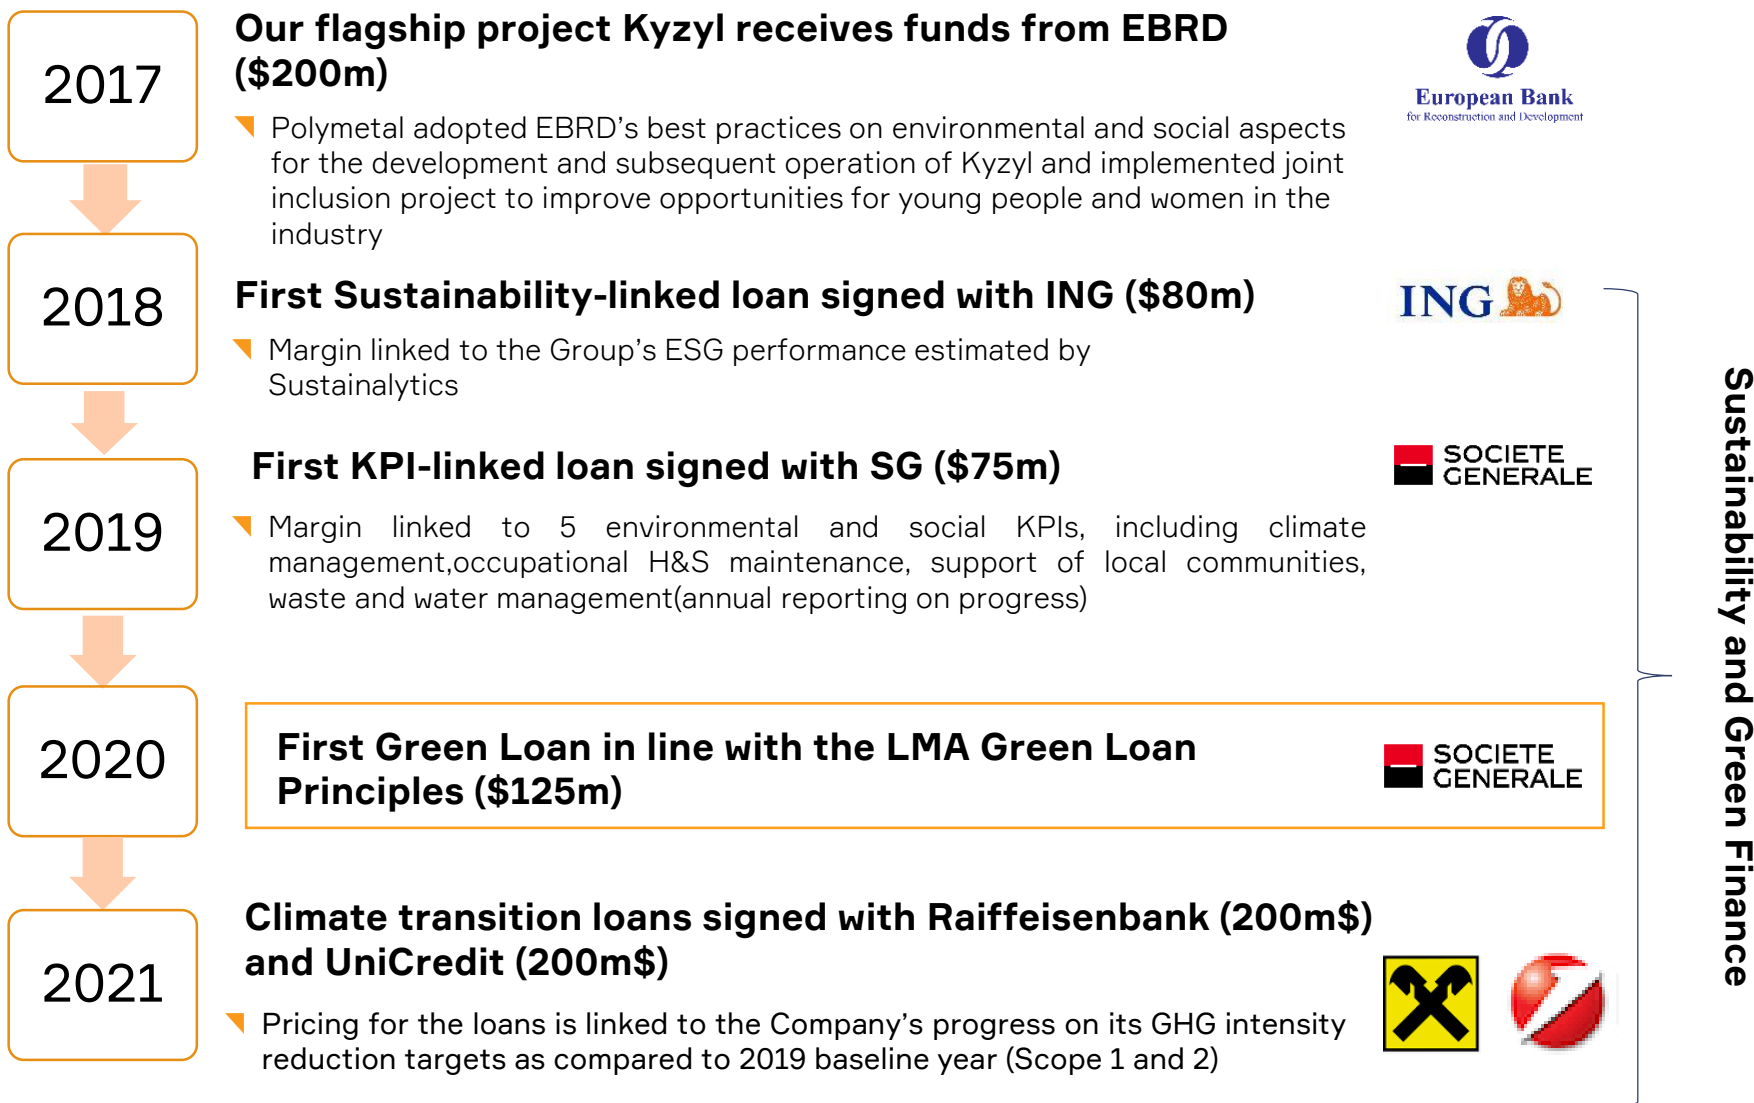 2017
Our flagship project Kyzyl receives funds from EBRD
($200m)
Polymetal adopted EBRD's best practices on environmental and social aspects
for the development and subsequent operation of Kyzyl and implemented joint
inclusion project to improve opportunities for young people and women in the
industry
European Bank
for Reconstruction and Development
2018
First Sustainability-linked loan signed with ING ($80m)
Margin linked to the Group's ESG performance estimated by
Sustainalytics
ING
2019
First KPI-linked loan signed with SG ($75m)
Margin linked to 5 environmental and social KPIs, including climate
management,occupational H&S maintenance, support of local communities,
waste and water management(annual reporting on progress)
SOCIETE
GENERALE
2020
First Green Loan in line with the LMA Green Loan
Principles ($125m)
SOCIETE
GENERALE
2021
Climate transition loans signed with Raiffeisenbank (200m$)
and UniCredit (200m$)
Pricing for the loans is linked to the Company's progress on its GHG intensity
reduction targets as compared to 2019 baseline year (Scope 1 and 2)
Sustainability and Green Finance